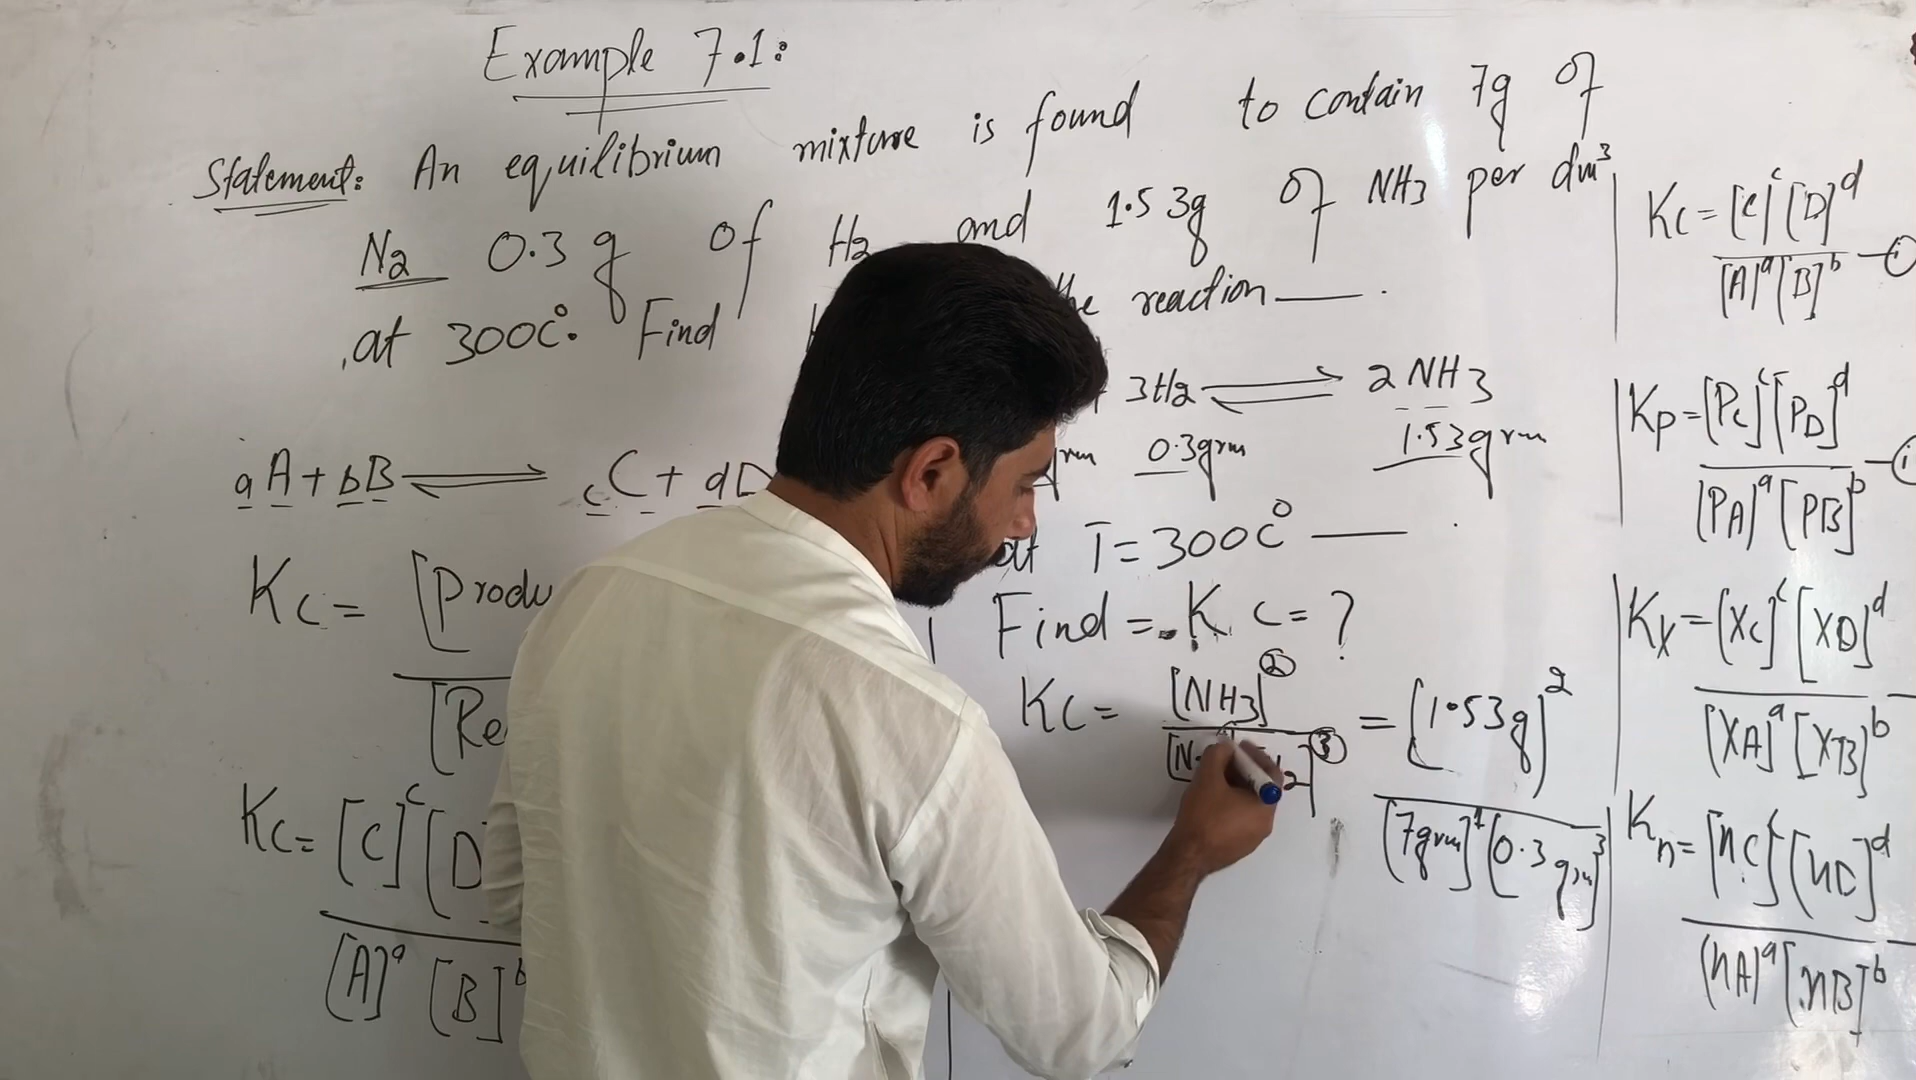 Example 7.1:
Statement: An equilibrium mixture is found to contain 7g of
N2 0.3 g of H2 and 1.53g of NH3 per dm³
at 300C°. Find the reaction — .
3H2 ⇌ 2NH3
0.3grm 1.53grm
aA + bB ⇌ cC + dD
at T = 300C° — .
Kc = [Produ
[Re
Find = Kc = ?
Kc = [NH3]² = [1.53g]²
[7grm]¹ [0.3grm]³
Kc = [C]^c [D]
[A]^a [B]^b
Kc = [C]^c [D]^d
[A]^a [B]^b
Kp = [Pc]^c [PD]^d
[PA]^a [PB]^b
Kx = [Xc]^c [XD]^d
[XA]^a [XB]^b
Kn = [nC]^c [nD]^d
[nA]^a [nB]^b